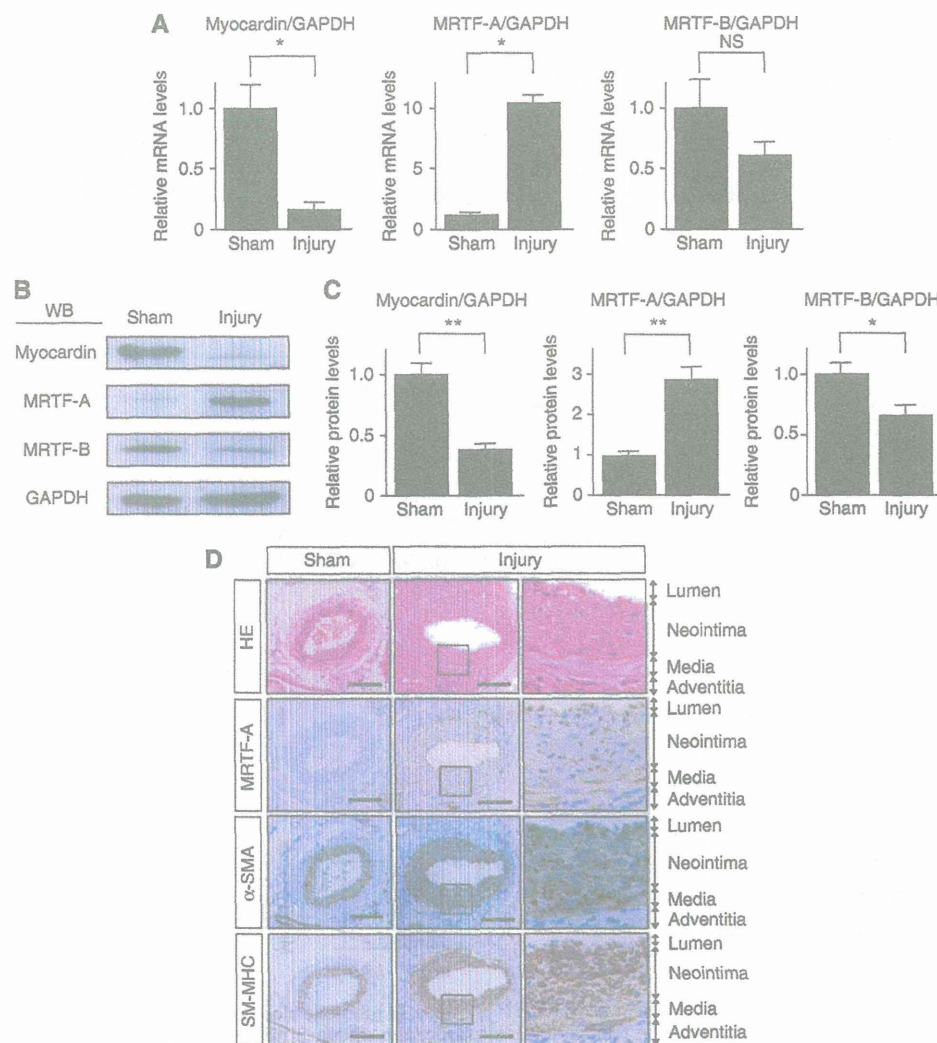 A
Myocardin/GAPDH
*
Relative mRNA levels
1.0
0.5
0
Sham Injury
MRTF-A/GAPDH
*
Relative mRNA levels
10
5
0
Sham Injury
MRTF-B/GAPDH
NS
Relative mRNA levels
1.0
0.5
0
Sham Injury
B
WB Sham Injury
Myocardin
MRTF-A
MRTF-B
GAPDH
C
Myocardin/GAPDH
**
Relative protein levels
1.0
0.5
0
Sham Injury
MRTF-A/GAPDH
**
Relative protein levels
3
2
1
0
Sham Injury
MRTF-B/GAPDH
*
Relative protein levels
1.0
0.5
0
Sham Injury
D
Sham Injury
HE
Lumen
Neointima
Media
Adventitia
MRTF-A
Lumen
Neointima
Media
Adventitia
α-SMA
Lumen
Neointima
Media
Adventitia
SM-MHC
Lumen
Neointima
Media
Adventitia